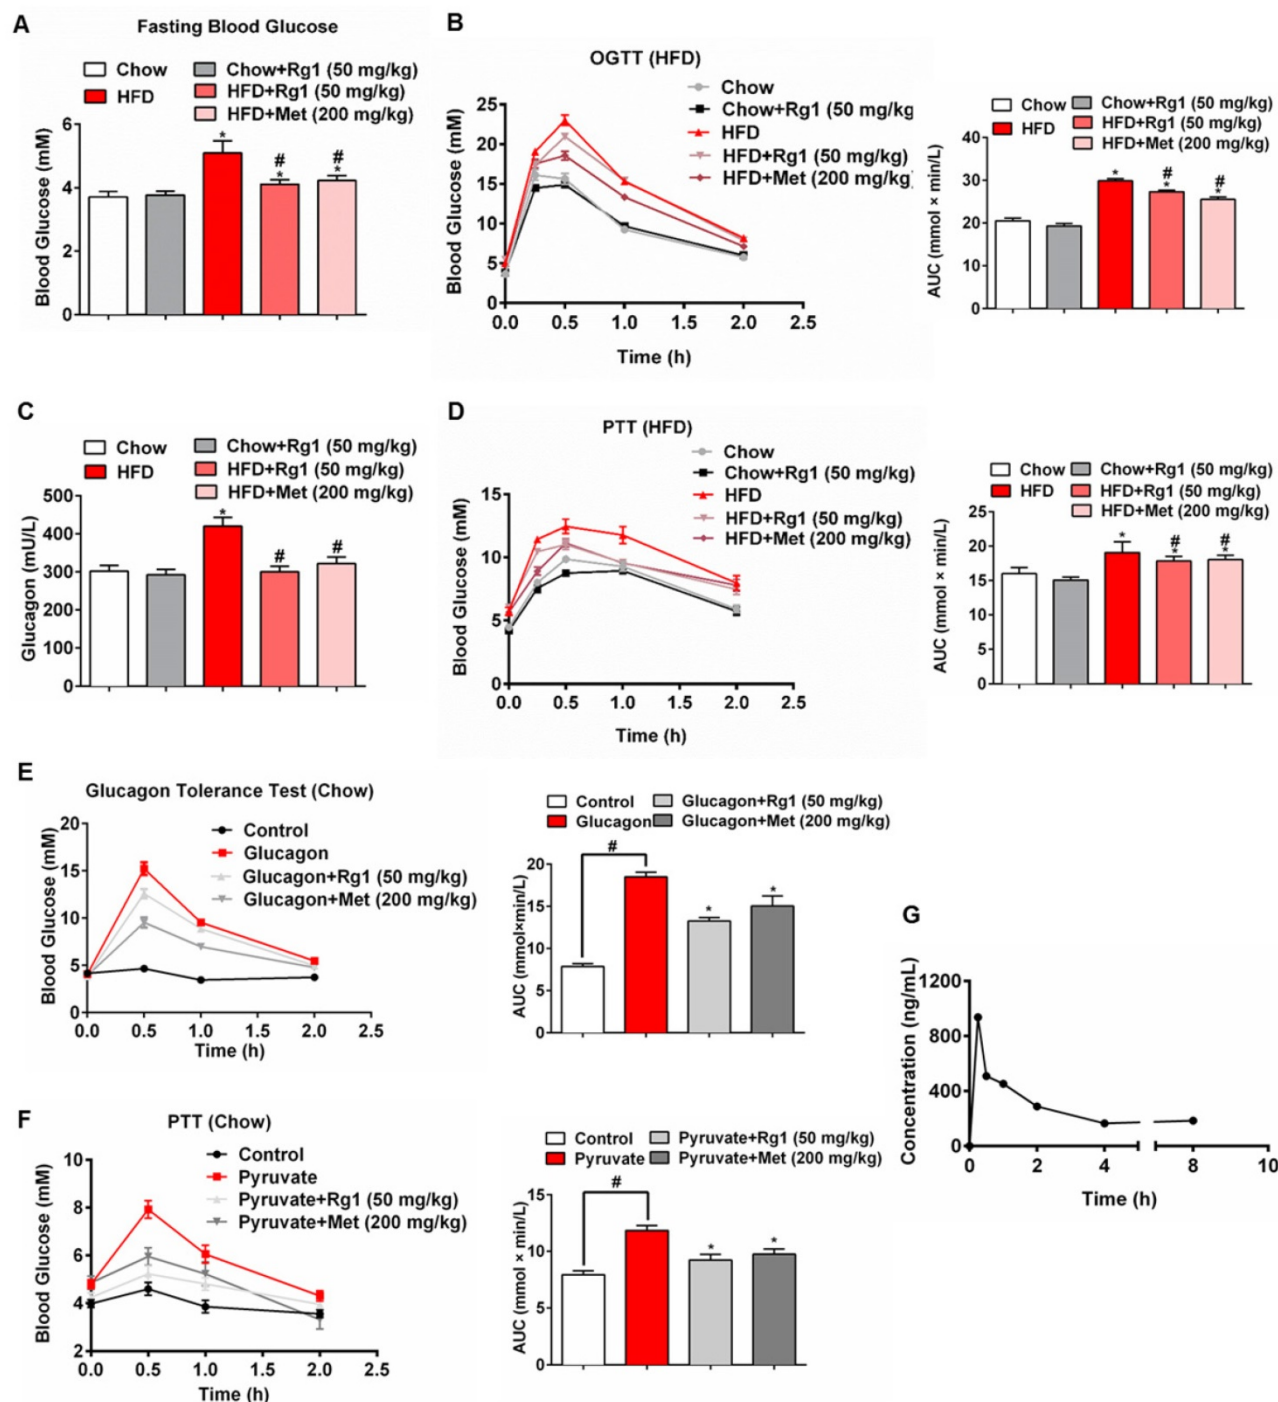 A
Fasting Blood Glucose
Chow
Chow+Rg1 (50 mg/kg)
HFD
HFD+Rg1 (50 mg/kg)
HFD+Met (200 mg/kg)
Blood Glucose (mM)
6
4
2
0
*
#
*
#
*
B
OGTT (HFD)
Chow
Chow+Rg1 (50 mg/kg
HFD
HFD+Rg1 (50 mg/kg)
HFD+Met (200 mg/kg)
Blood Glucose (mM)
25
20
15
10
5
0
0.0 0.5 1.0 1.5 2.0 2.5
Time (h)
Chow
Chow+Rg1 (50 mg/kg)
HFD
HFD+Rg1 (50 mg/kg)
HFD+Met (200 mg/kg)
AUC (mmol × min/L)
40
30
20
10
0
*
#
*
#
*
C
Chow
Chow+Rg1 (50 mg/kg)
HFD
HFD+Rg1 (50 mg/kg)
HFD+Met (200 mg/kg)
Glucagon (mU/L)
500
400
300
200
100
0
*
#
#
D
PTT (HFD)
Chow
Chow+Rg1 (50 mg/kg)
HFD
HFD+Rg1 (50 mg/kg)
HFD+Met (200 mg/kg)
Blood Glucose (mM)
15
10
5
0
0.0 0.5 1.0 1.5 2.0 2.5
Time (h)
Chow
Chow+Rg1 (50 mg/kg)
HFD
HFD+Rg1 (50 mg/kg)
HFD+Met (200 mg/kg)
AUC (mmol × min/L)
25
20
15
10
5
0
*
#
*
#
*
E
Glucagon Tolerance Test (Chow)
Control
Glucagon
Glucagon+Rg1 (50 mg/kg)
Glucagon+Met (200 mg/kg)
Blood Glucose (mM)
20
15
10
5
0
0.0 0.5 1.0 1.5 2.0 2.5
Time (h)
Control
Glucagon+Rg1 (50 mg/kg)
Glucagon
Glucagon+Met (200 mg/kg)
AUC (mmol×min/L)
20
15
10
5
0
#
*
*
G
Concentration (ng/mL)
1200
800
400
0
0 2 4 8 10
Time (h)
F
PTT (Chow)
Control
Pyruvate
Pyruvate+Rg1 (50 mg/kg)
Pyruvate+Met (200 mg/kg)
Blood Glucose (mM)
10
8
6
4
2
0.0 0.5 1.0 1.5 2.0 2.5
Time (h)
Control
Pyruvate+Rg1 (50 mg/kg)
Pyruvate
Pyruvate+Met (200 mg/kg)
AUC (mmol × min/L)
15
10
5
0
#
*
*